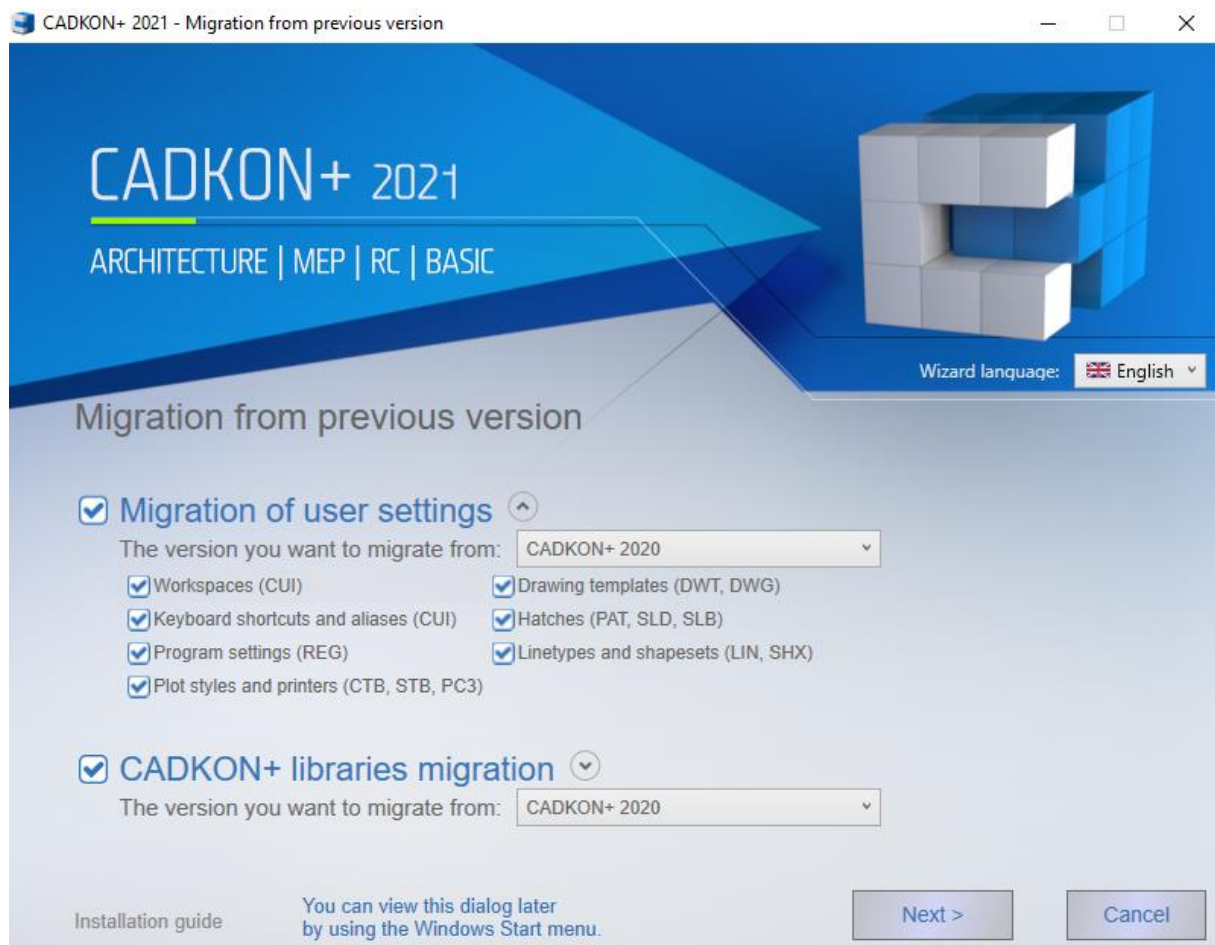 CADKON+ 2021 - Migration from previous version
CADKON+ 2021
ARCHITECTURE | MEP | RC | BASIC
Wizard language: English
Migration from previous version
Migration of user settings
The version you want to migrate from: CADKON+ 2020
Workspaces (CUI) Drawing templates (DWT, DWG)
Keyboard shortcuts and aliases (CUI) Hatches (PAT, SLD, SLB)
Program settings (REG) Linetypes and shapesets (LIN, SHX)
Plot styles and printers (CTB, STB, PC3)
CADKON+ libraries migration
The version you want to migrate from: CADKON+ 2020
Installation guide
You can view this dialog later
by using the Windows Start menu.
Next > Cancel